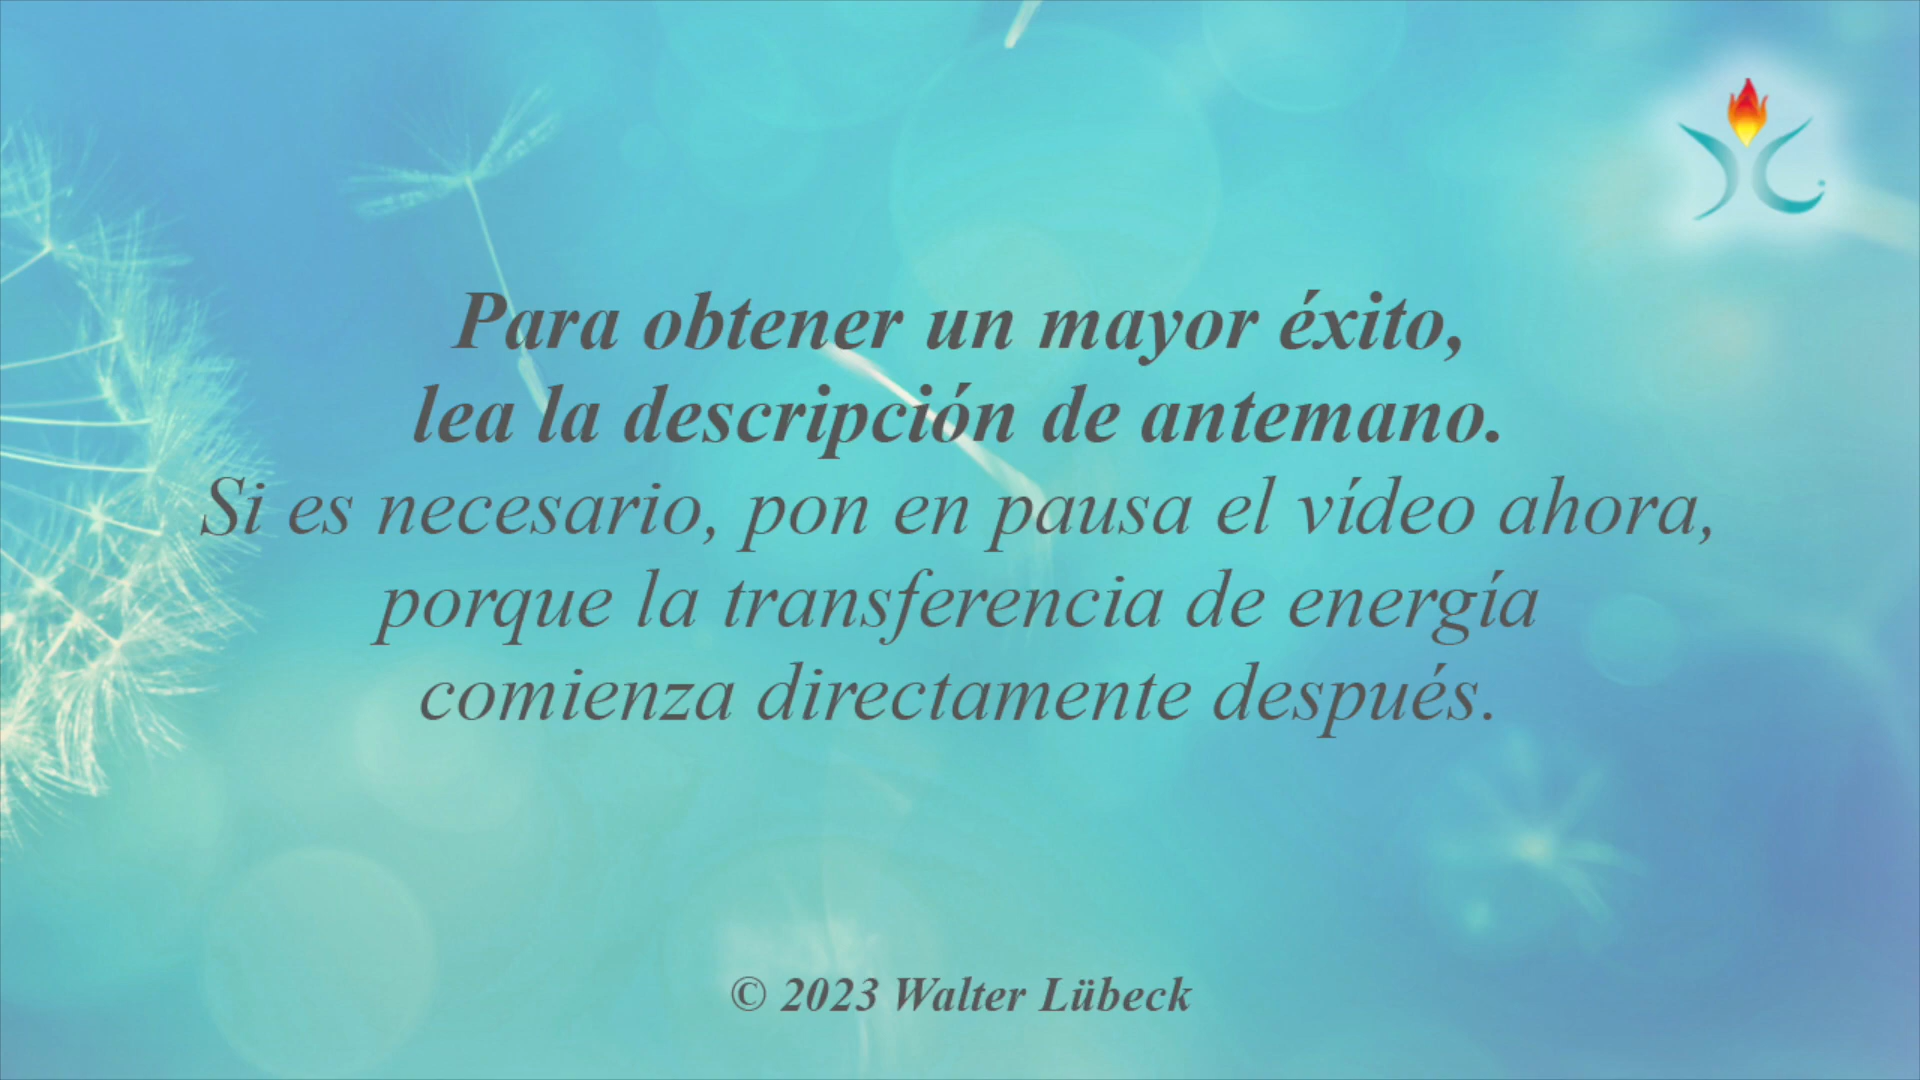 Para obtener un mayor éxito,
lea la descripción de antemano.
Si es necesario, pon en pausa el vídeo ahora,
porque la transferencia de energía
comienza directamente después.
© 2023 Walter Lübeck